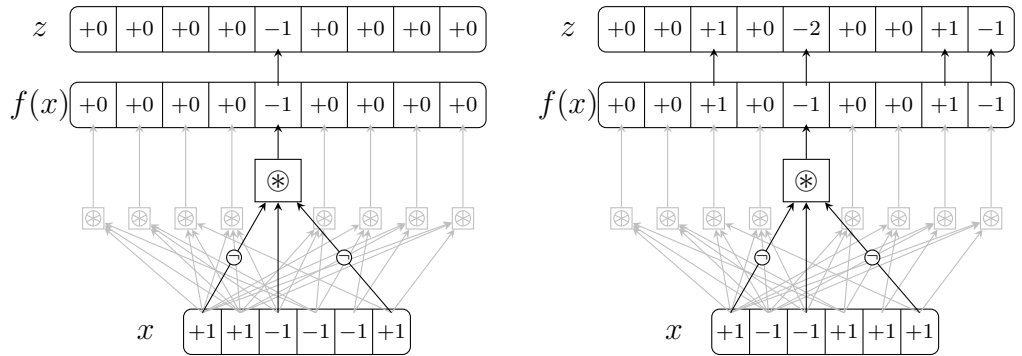 z +0 +0 +0 +0 −1 +0 +0 +0 +0
f(x) +0 +0 +0 +0 −1 +0 +0 +0 +0
⊛
¬ ¬
x +1 +1 −1 −1 −1 +1
z +0 +0 +1 +0 −2 +0 +0 +1 −1
f(x) +0 +0 +1 +0 −1 +0 +0 +1 −1
⊛
¬ ¬
x +1 −1 −1 +1 +1 +1